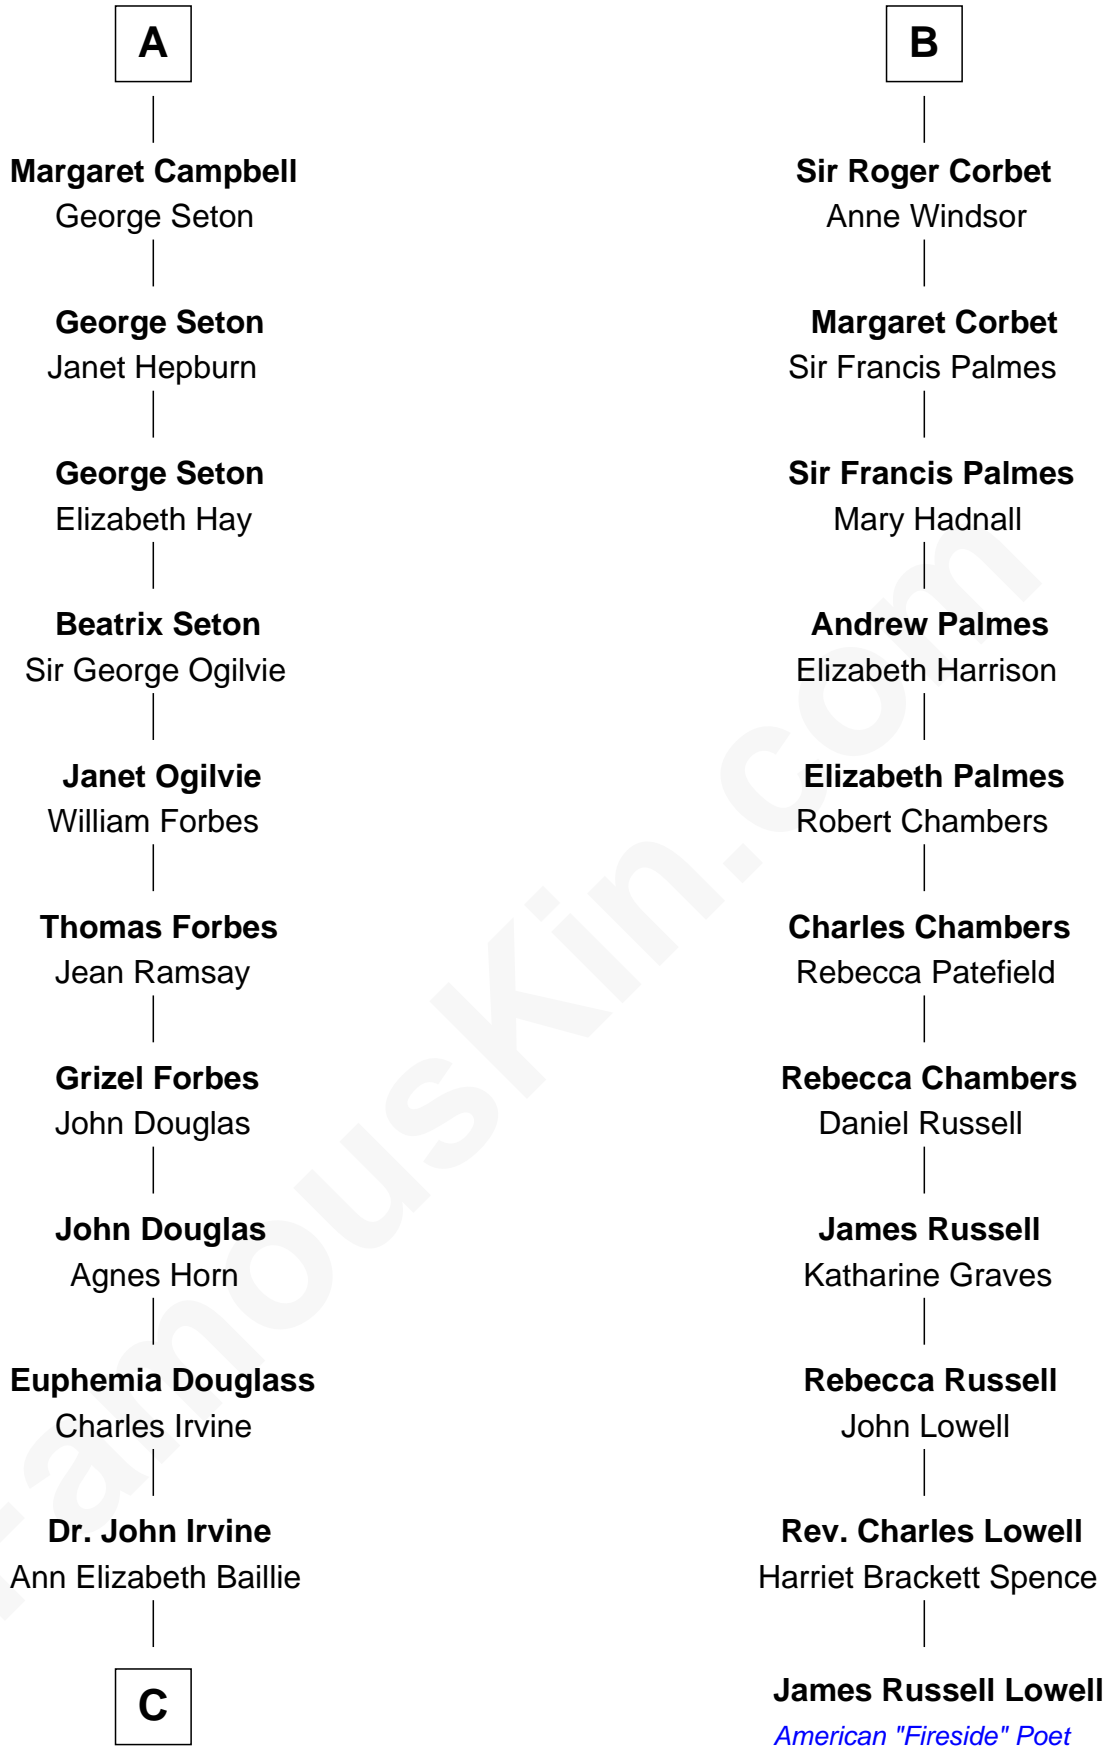 A
Margaret Campbell
George Seton
George Seton
Janet Hepburn
George Seton
Elizabeth Hay
Beatrix Seton
Sir George Ogilvie
Janet Ogilvie
William Forbes
Thomas Forbes
Jean Ramsay
Grizel Forbes
John Douglas
John Douglas
Agnes Horn
Euphemia Douglass
Charles Irvine
Dr. John Irvine
Ann Elizabeth Baillie
C
B
Sir Roger Corbet
Anne Windsor
Margaret Corbet
Sir Francis Palmes
Sir Francis Palmes
Mary Hadnall
Andrew Palmes
Elizabeth Harrison
Elizabeth Palmes
Robert Chambers
Charles Chambers
Rebecca Patefield
Rebecca Chambers
Daniel Russell
James Russell
Katharine Graves
Rebecca Russell
John Lowell
Rev. Charles Lowell
Harriet Brackett Spence
James Russell Lowell
American "Fireside" Poet
FamousKin.com